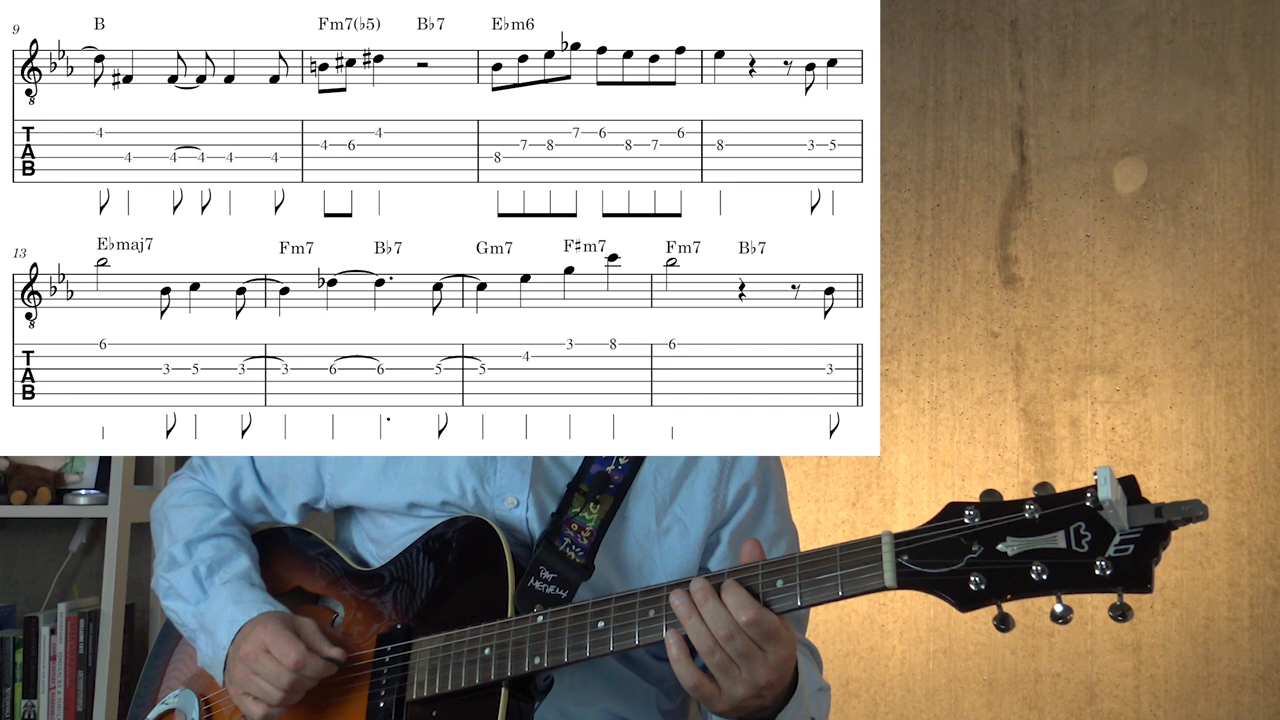 9 B Fm7(♭5) B♭7 E♭m6
8
T A B
4 4 4 4 4 4 4 6 4 8 7 8 7 6 8 7 6 8 3 5
13 E♭maj7 Fm7 B♭7 Gm7 F♯m7 Fm7 B♭7
8
T A B
6 3 5 3 3 6 6 5 5 4 3 8 6 3
PAT
METHENY